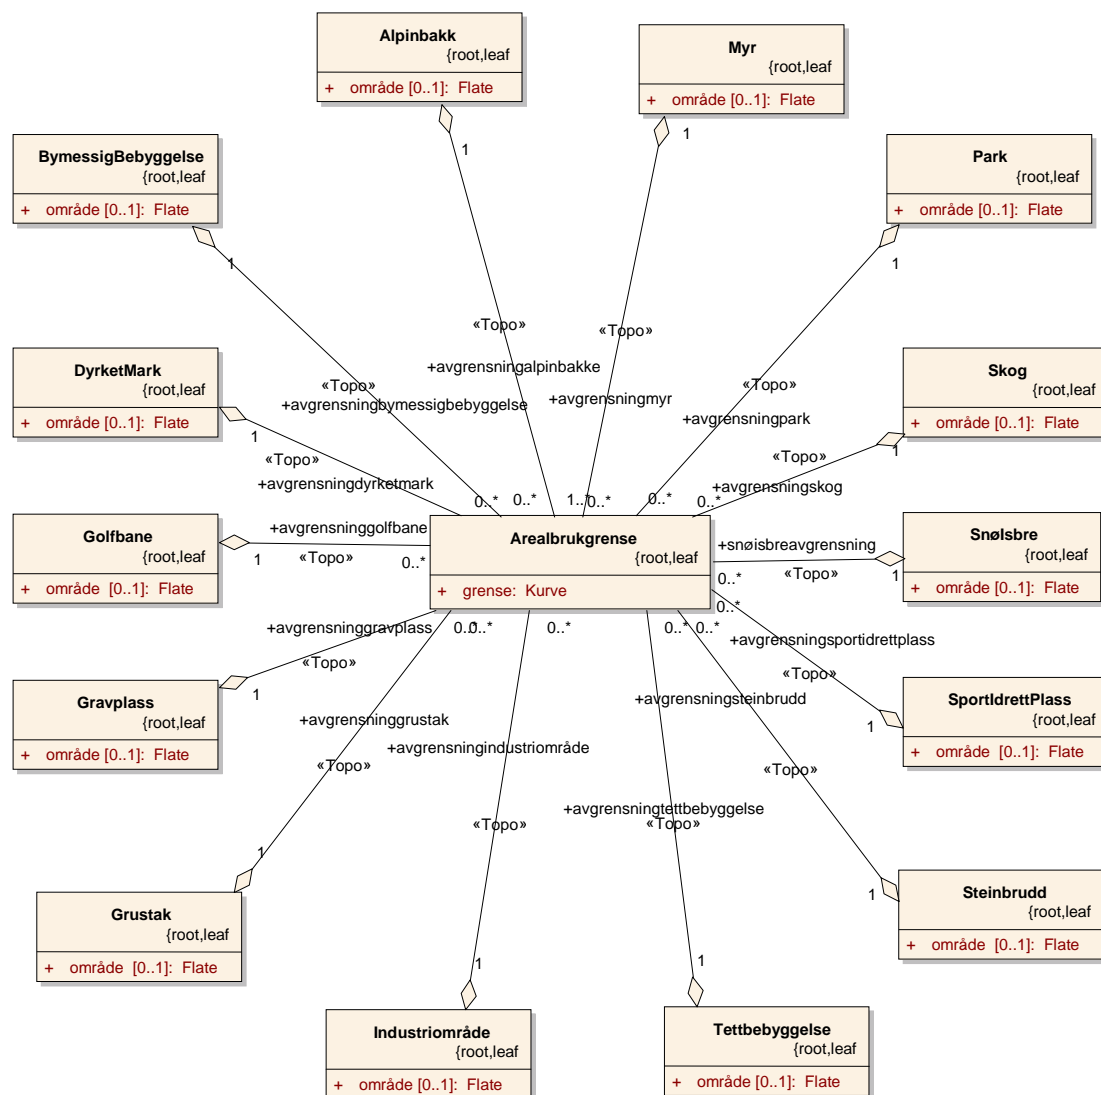 Alpinbakk
{root,leaf
+ område [0..1]: Flate
Myr
{root,leaf
+ område [0..1]: Flate
BymessigBebyggelse
{root,leaf
+ område [0..1]: Flate
Park
{root,leaf
+ område [0..1]: Flate
1
1
1
1
«Topo»
«Topo»
+avgrensningalpinbakke
«Topo»
+avgrensningbymessigbebyggelse
+avgrensningmyr
«Topo»
+avgrensningpark
DyrketMark
{root,leaf
+ område [0..1]: Flate
1
«Topo»
+avgrensningdyrketmark
Skog
{root,leaf
+ område [0..1]: Flate
1
«Topo»
+avgrensningskog
0..*
0..*
1..*
0..*
0..*
0..*
Golfbane
{root,leaf
+ område [0..1]: Flate
+avgrensninggolfbane
1
«Topo»
0..*
Arealbrukgrense
{root,leaf
+ grense: Kurve
SnøIsbre
{root,leaf
+ område [0..1]: Flate
+snøisbreavgrensning
«Topo»
1
0..*
0..*
0..*
0..*
0..*
0..*
0..*
+avgrensninggravplass
«Topo»
1
Gravplass
{root,leaf
+ område [0..1]: Flate
+avgrensningsportidrettplass
«Topo»
1
SportIdrettPlass
{root,leaf
+ område [0..1]: Flate
+avgrensninggrustak
«Topo»
+avgrensningindustriområde
«Topo»
+avgrensningsteinbrudd
«Topo»
+avgrensningtettbebyggelse
«Topo»
1
Grustak
{root,leaf
+ område [0..1]: Flate
1
Steinbrudd
{root,leaf
+ område [0..1]: Flate
1
Industriområde
{root,leaf
+ område [0..1]: Flate
1
Tettbebyggelse
{root,leaf
+ område [0..1]: Flate